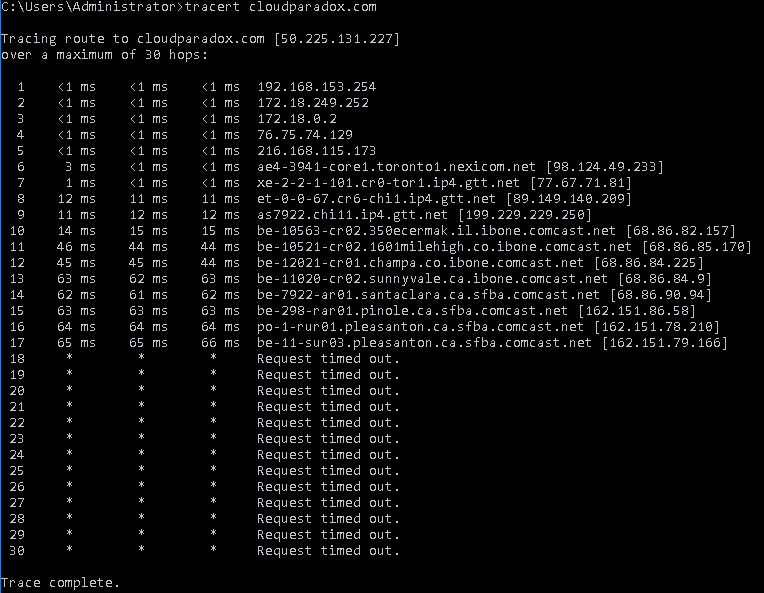 C:\Users\Administrator>tracert cloudparadox.com
Tracing route to cloudparadox.com [50.225.131.227]
over a maximum of 30 hops:
1 <1 ms <1 ms <1 ms 192.168.153.254
2 <1 ms <1 ms <1 ms 172.18.249.252
3 <1 ms <1 ms <1 ms 172.18.0.2
4 <1 ms <1 ms <1 ms 76.75.74.129
5 <1 ms <1 ms <1 ms 216.168.115.173
6 3 ms <1 ms <1 ms ae4-3941-core1.toronto1.nexicom.net [98.124.49.233]
7 1 ms <1 ms <1 ms xe-2-2-1-101.cr0-tor1.ip4.gtt.net [77.67.71.81]
8 12 ms 11 ms 11 ms et-0-0-67.cr6-chi1.ip4.gtt.net [89.149.140.209]
9 11 ms 12 ms 12 ms as7922.chi11.ip4.gtt.net [199.229.229.250]
10 14 ms 15 ms 15 ms be-10563-cr02.350ecermak.il.ibone.comcast.net [68.86.82.157]
11 46 ms 44 ms 44 ms be-10521-cr02.1601milehigh.co.ibone.comcast.net [68.86.85.170]
12 45 ms 45 ms 44 ms be-12021-cr01.champa.co.ibone.comcast.net [68.86.84.225]
13 63 ms 62 ms 63 ms be-11020-cr02.sunnyvale.ca.ibone.comcast.net [68.86.84.9]
14 62 ms 61 ms 62 ms be-7922-ar01.santaclara.ca.sfba.comcast.net [68.86.90.94]
15 63 ms 63 ms 63 ms be-298-rar01.pinole.ca.sfba.comcast.net [162.151.86.58]
16 64 ms 64 ms 64 ms po-1-rur01.pleasanton.ca.sfba.comcast.net [162.151.78.210]
17 65 ms 65 ms 66 ms be-11-sur03.pleasanton.ca.sfba.comcast.net [162.151.79.166]
18 * * * Request timed out.
19 * * * Request timed out.
20 * * * Request timed out.
21 * * * Request timed out.
22 * * * Request timed out.
23 * * * Request timed out.
24 * * * Request timed out.
25 * * * Request timed out.
26 * * * Request timed out.
27 * * * Request timed out.
28 * * * Request timed out.
29 * * * Request timed out.
30 * * * Request timed out.
Trace complete.